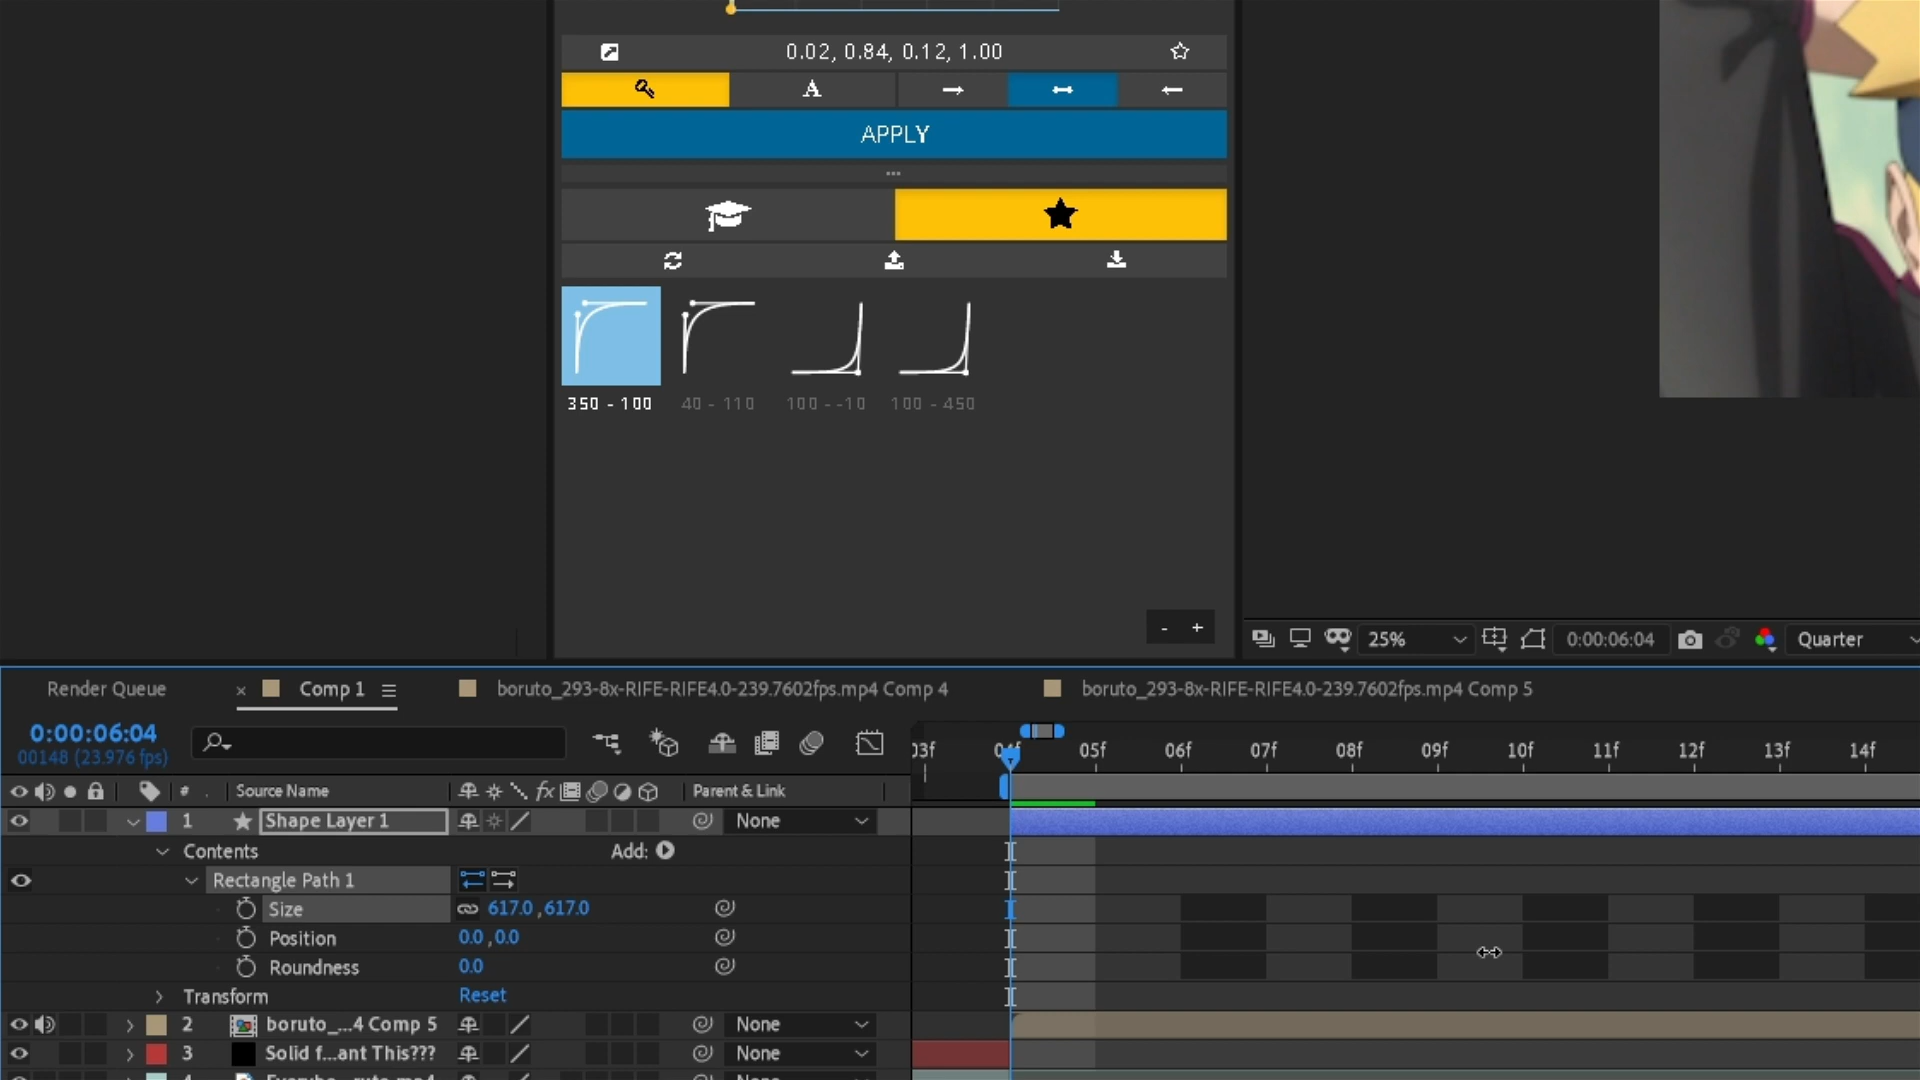 0.02, 0.84, 0.12, 1.00
A
APPLY
350 - 100
40 - 110
100 - -10
100 - 450
- +
25%
0:00:06:04
Quarter
Render Queue
Comp 1
boruto_293-8x-RIFE-RIFE4.0-239.7602fps.mp4 Comp 4
boruto_293-8x-RIFE-RIFE4.0-239.7602fps.mp4 Comp 5
0:00:06:04
00148 (23.976 fps)
03f 04f 05f 06f 07f 08f 09f 10f 11f 12f 13f 14f
# . Source Name fx Parent & Link
1 Shape Layer 1 None
Contents Add:
Rectangle Path 1
Size 617.0 ,617.0
Position 0.0 ,0.0
Roundness 0.0
Transform Reset
2 boruto_...4 Comp 5 None
3 Solid f...ant This??? None